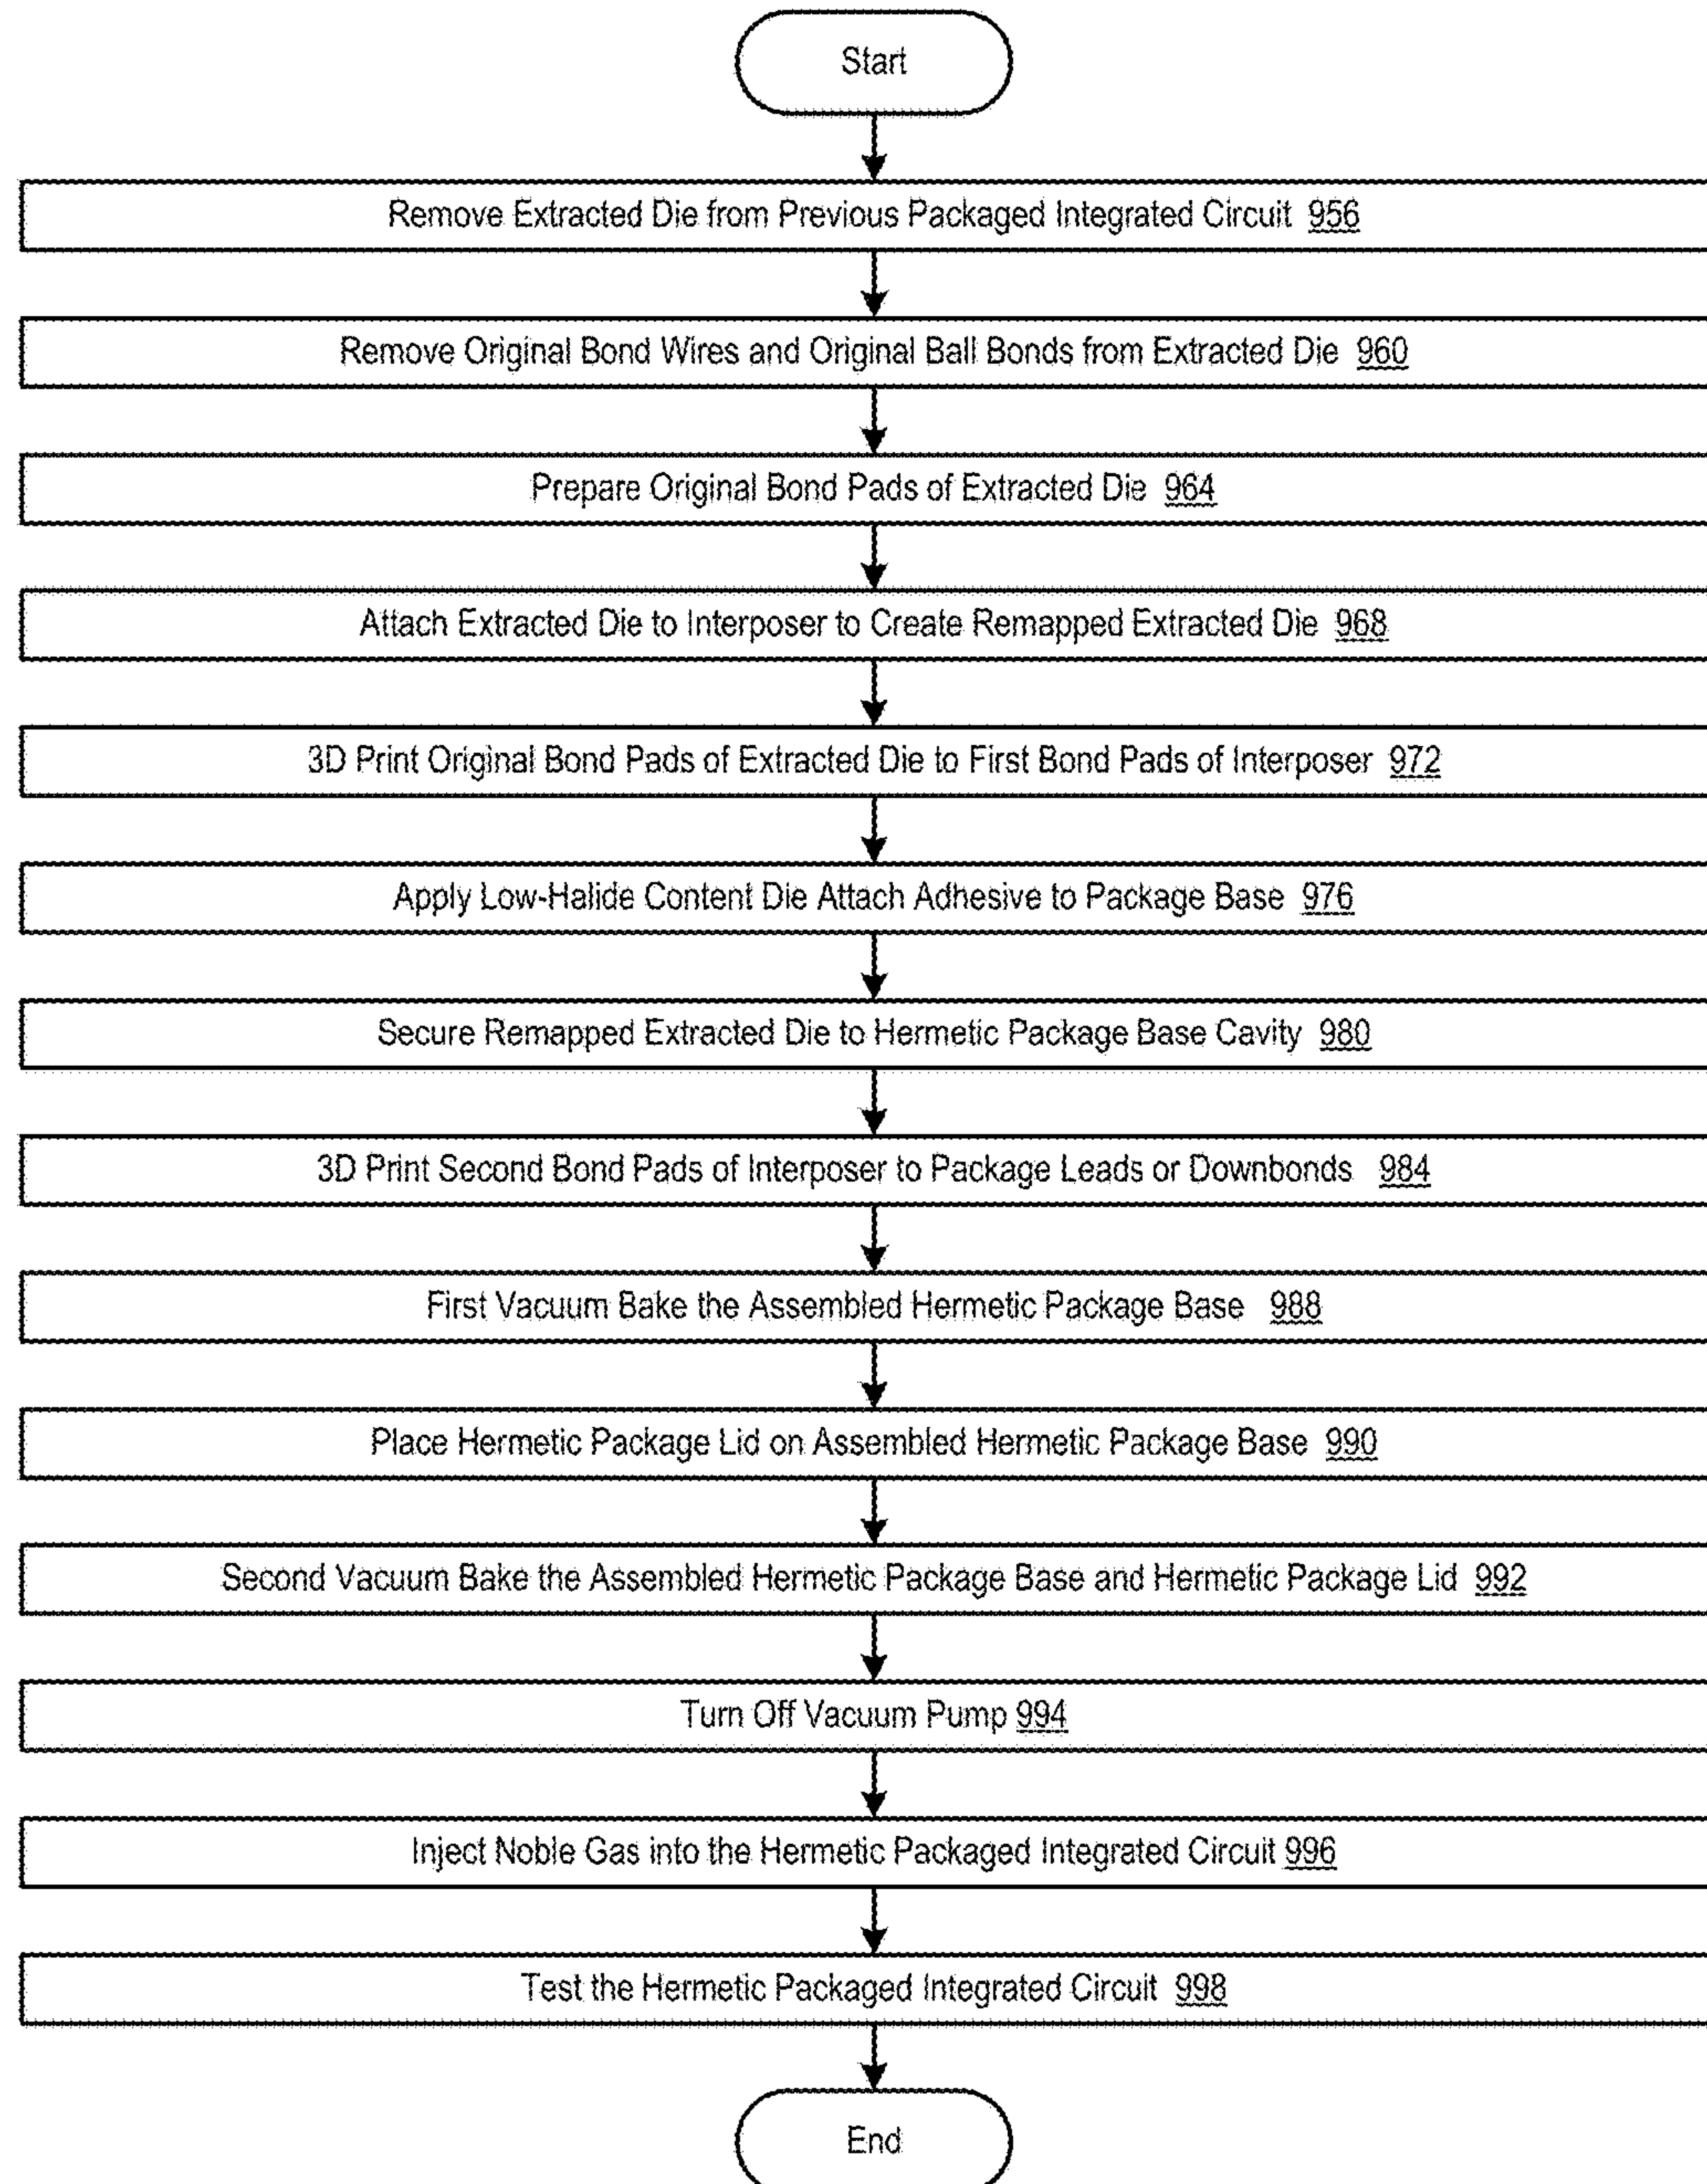 Start
Remove Extracted Die from Previous Packaged Integrated Circuit 956
Remove Original Bond Wires and Original Ball Bonds from Extracted Die 960
Prepare Original Bond Pads of Extracted Die 964
Attach Extracted Die to Interposer to Create Remapped Extracted Die 968
3D Print Original Bond Pads of Extracted Die to First Bond Pads of Interposer 972
Apply Low-Halide Content Die Attach Adhesive to Package Base 976
Secure Remapped Extracted Die to Hermetic Package Base Cavity 980
3D Print Second Bond Pads of Interposer to Package Leads or Downbonds 984
First Vacuum Bake the Assembled Hermetic Package Base 988
Place Hermetic Package Lid on Assembled Hermetic Package Base 990
Second Vacuum Bake the Assembled Hermetic Package Base and Hermetic Package Lid 992
Turn Off Vacuum Pump 994
Inject Noble Gas into the Hermetic Packaged Integrated Circuit 996
Test the Hermetic Packaged Integrated Circuit 998
End